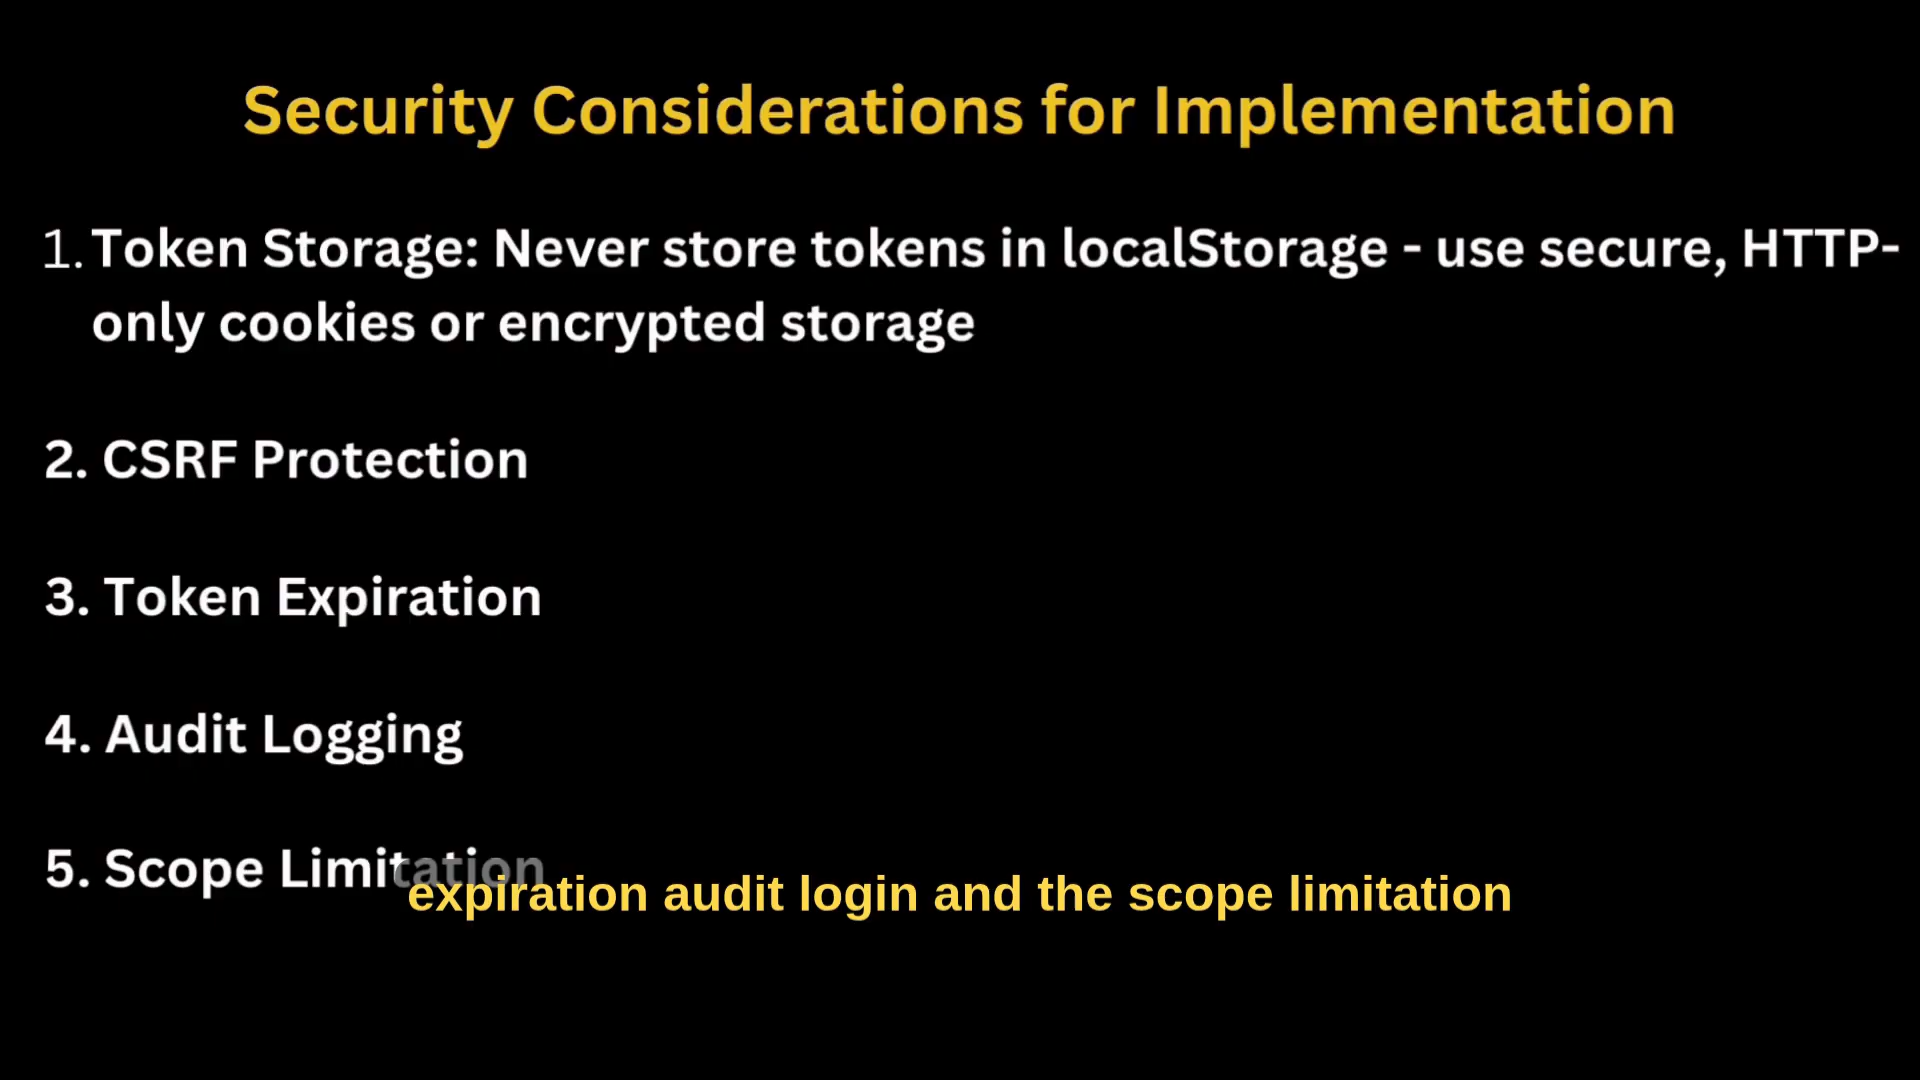 Security Considerations for Implementation
1. Token Storage: Never store tokens in localStorage - use secure, HTTP-
only cookies or encrypted storage
2. CSRF Protection
3. Token Expiration
4. Audit Logging
5. Scope Limitation
expiration audit login and the scope limitation